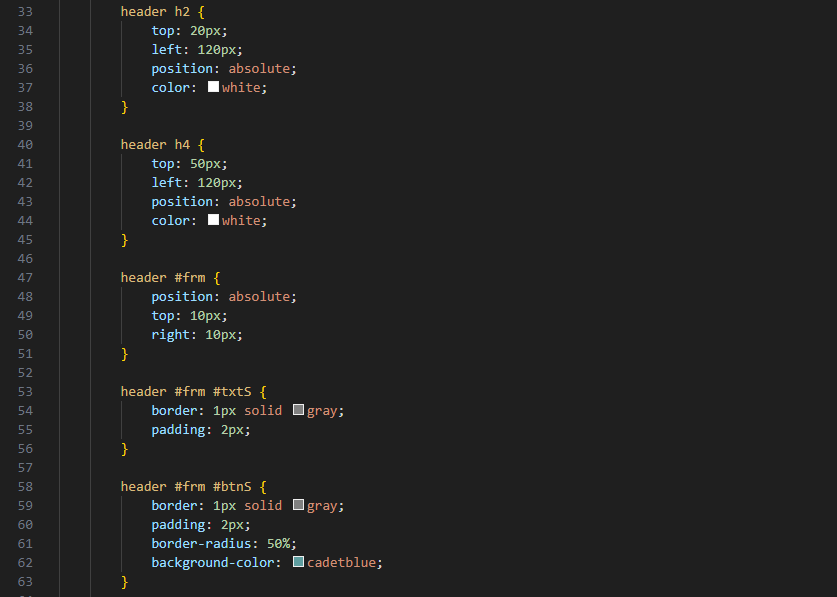 33 header h2 {
34 top: 20px;
35 left: 120px;
36 position: absolute;
37 color: white;
38 }
39
40 header h4 {
41 top: 50px;
42 left: 120px;
43 position: absolute;
44 color: white;
45 }
46
47 header #frm {
48 position: absolute;
49 top: 10px;
50 right: 10px;
51 }
52
53 header #frm #txtS {
54 border: 1px solid gray;
55 padding: 2px;
56 }
57
58 header #frm #btnS {
59 border: 1px solid gray;
60 padding: 2px;
61 border-radius: 50%;
62 background-color: cadetblue;
63 }